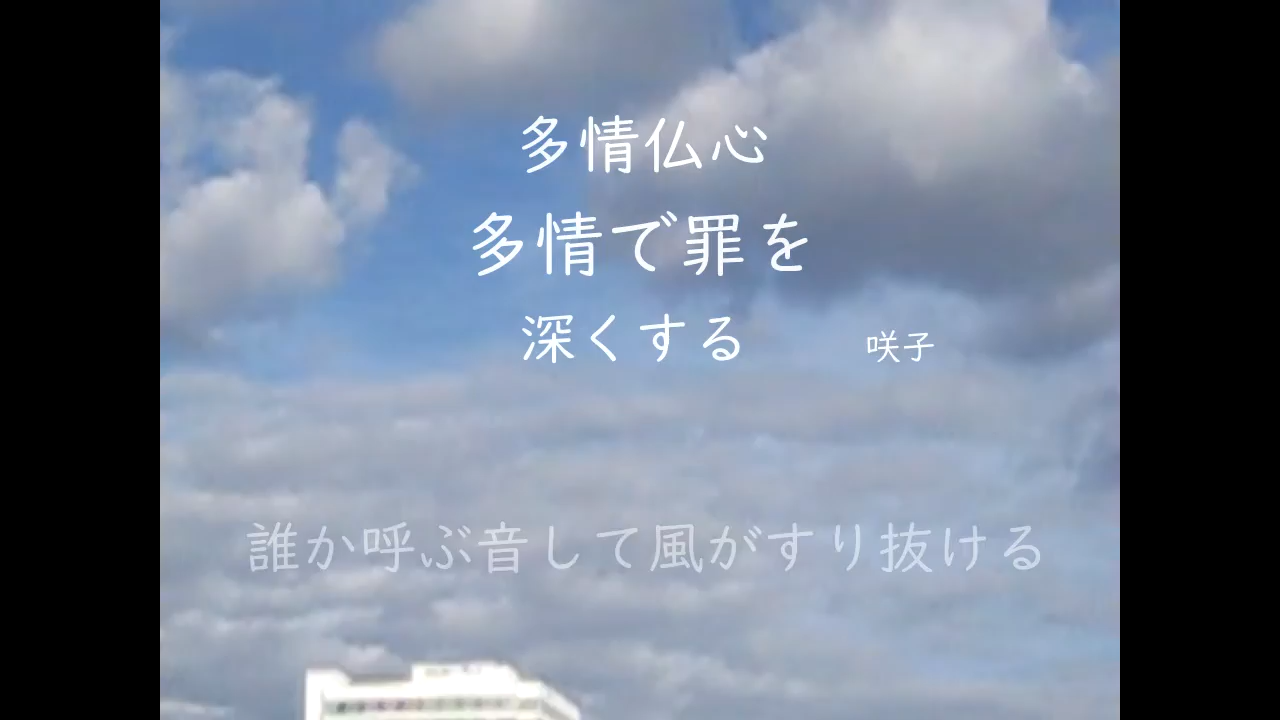 多情仏心
多情で罪を
深くする
咲子
誰か呼ぶ音して風がすり抜ける